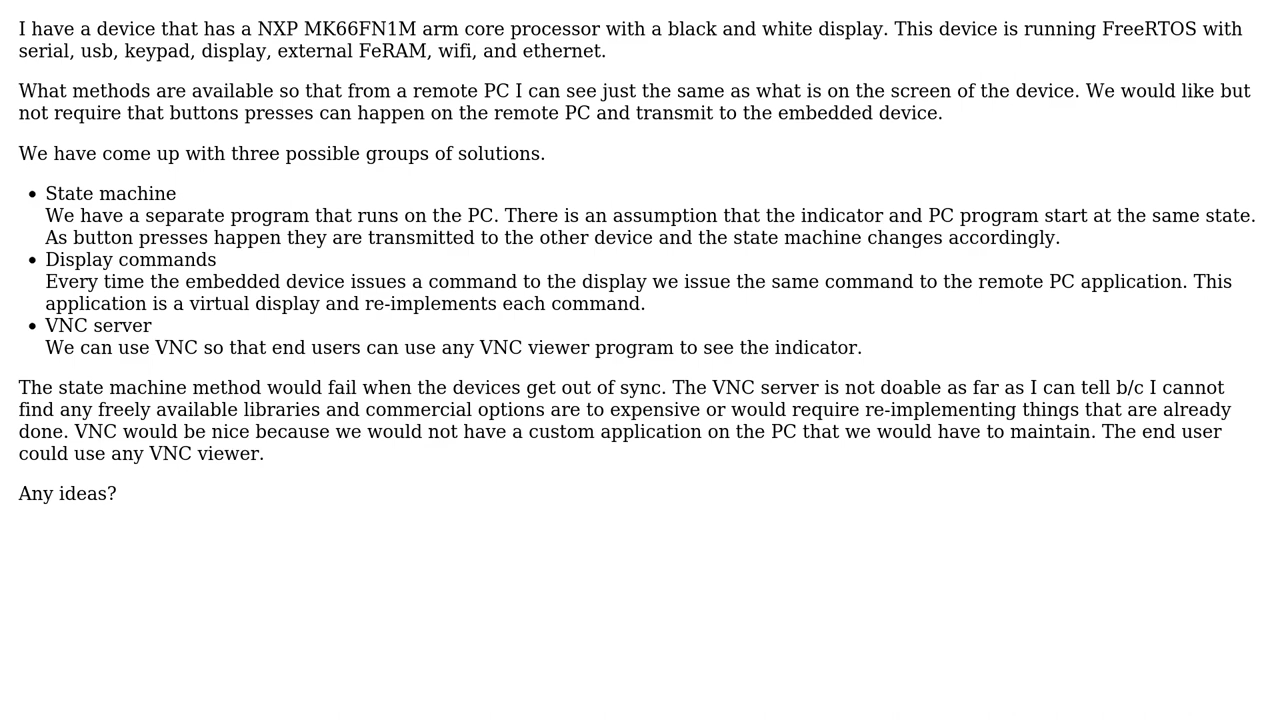 I have a device that has a NXP MK66FN1M arm core processor with a black and white display. This device is running FreeRTOS with
serial, usb, keypad, display, external FeRAM, wifi, and ethernet.
What methods are available so that from a remote PC I can see just the same as what is on the screen of the device. We would like but
not require that buttons presses can happen on the remote PC and transmit to the embedded device.
We have come up with three possible groups of solutions.
• State machine
We have a separate program that runs on the PC. There is an assumption that the indicator and PC program start at the same state.
As button presses happen they are transmitted to the other device and the state machine changes accordingly.
• Display commands
Every time the embedded device issues a command to the display we issue the same command to the remote PC application. This
application is a virtual display and re-implements each command.
• VNC server
We can use VNC so that end users can use any VNC viewer program to see the indicator.
The state machine method would fail when the devices get out of sync. The VNC server is not doable as far as I can tell b/c I cannot
find any freely available libraries and commercial options are to expensive or would require re-implementing things that are already
done. VNC would be nice because we would not have a custom application on the PC that we would have to maintain. The end user
could use any VNC viewer.
Any ideas?